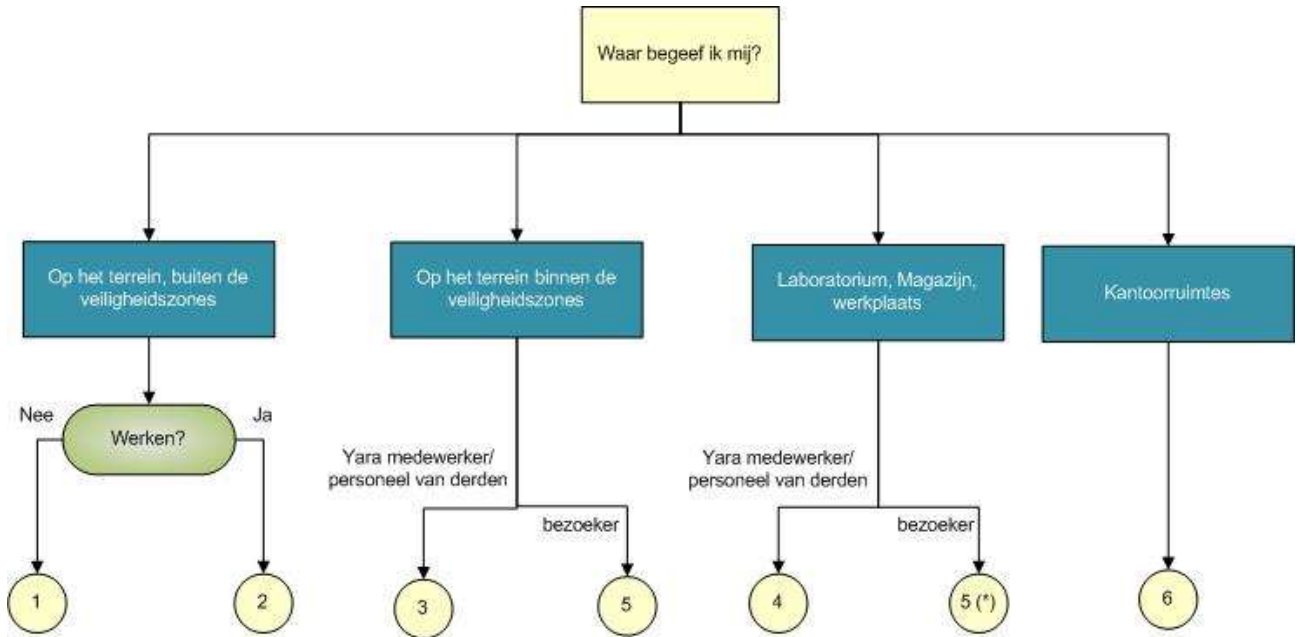 Waar begeef ik mij?
Op het terrein, buiten de
veiligheidszones
Op het terrein binnen de
veiligheidszones
Laboratorium, Magazijn,
werkplaats
Kantoorruimtes
Nee
Ja
Werken?
Yara medewerker/
personeel van derden
bezoeker
Yara medewerker/
personeel van derden
bezoeker
1
2
3
5
4
5 (*)
6